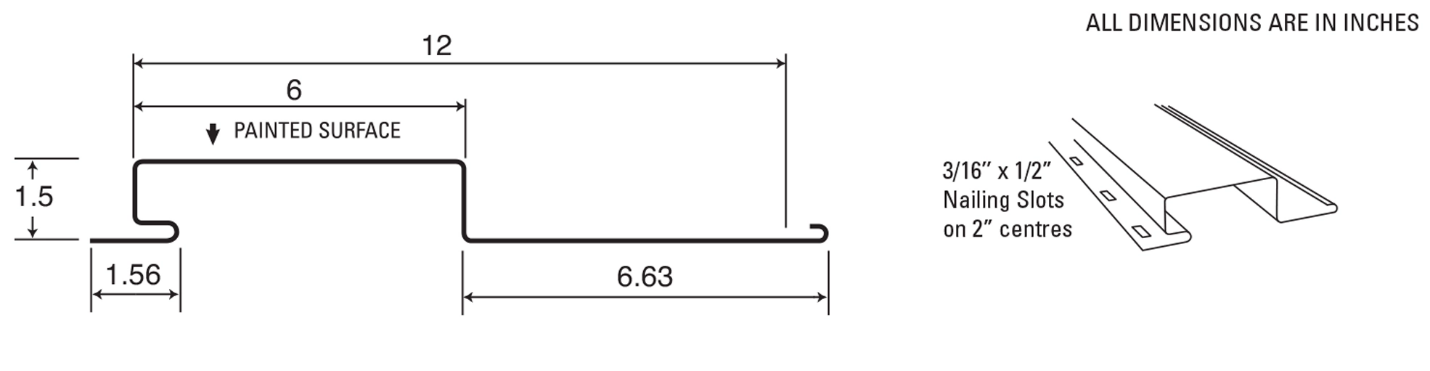 ALL DIMENSIONS ARE IN INCHES
12
6
PAINTED SURFACE
1.5
1.56
6.63
3/16” x 1/2”
Nailing Slots
on 2” centres